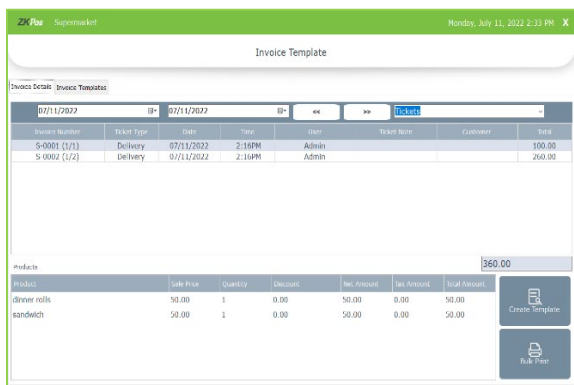 ZKPos Supermarket Monday, July 11, 2022 2:33 PM X
Invoice Template
Invoice Details Invoice Templates
07/11/2022 07/11/2022 << >> Tickets
Invoice Number Ticket Type Date Time User Ticket Note Customer Total
S-0001 (1/1) Delivery 07/11/2022 2:16PM Admin 100.00
S-0002 (1/2) Delivery 07/11/2022 2:16PM Admin 260.00
360.00
Products
Product Sale Price Quantity Discount Net Amount Tax Amount Total Amount
dinner rolls 50.00 1 0.00 50.00 0.00 50.00
sandwich 50.00 1 0.00 50.00 0.00 50.00
Create Template
Bulk Print